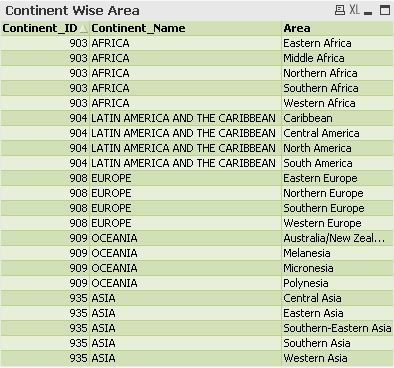 Continent Wise Area XL
Continent_ID Continent_Name Area
903 AFRICA Eastern Africa
903 AFRICA Middle Africa
903 AFRICA Northern Africa
903 AFRICA Southern Africa
903 AFRICA Western Africa
904 LATIN AMERICA AND THE CARIBBEAN Caribbean
904 LATIN AMERICA AND THE CARIBBEAN Central America
904 LATIN AMERICA AND THE CARIBBEAN North America
904 LATIN AMERICA AND THE CARIBBEAN South America
908 EUROPE Eastern Europe
908 EUROPE Northern Europe
908 EUROPE Southern Europe
908 EUROPE Western Europe
909 OCEANIA Australia/New Zeal...
909 OCEANIA Melanesia
909 OCEANIA Micronesia
909 OCEANIA Polynesia
935 ASIA Central Asia
935 ASIA Eastern Asia
935 ASIA Southern-Eastern Asia
935 ASIA Southern Asia
935 ASIA Western Asia